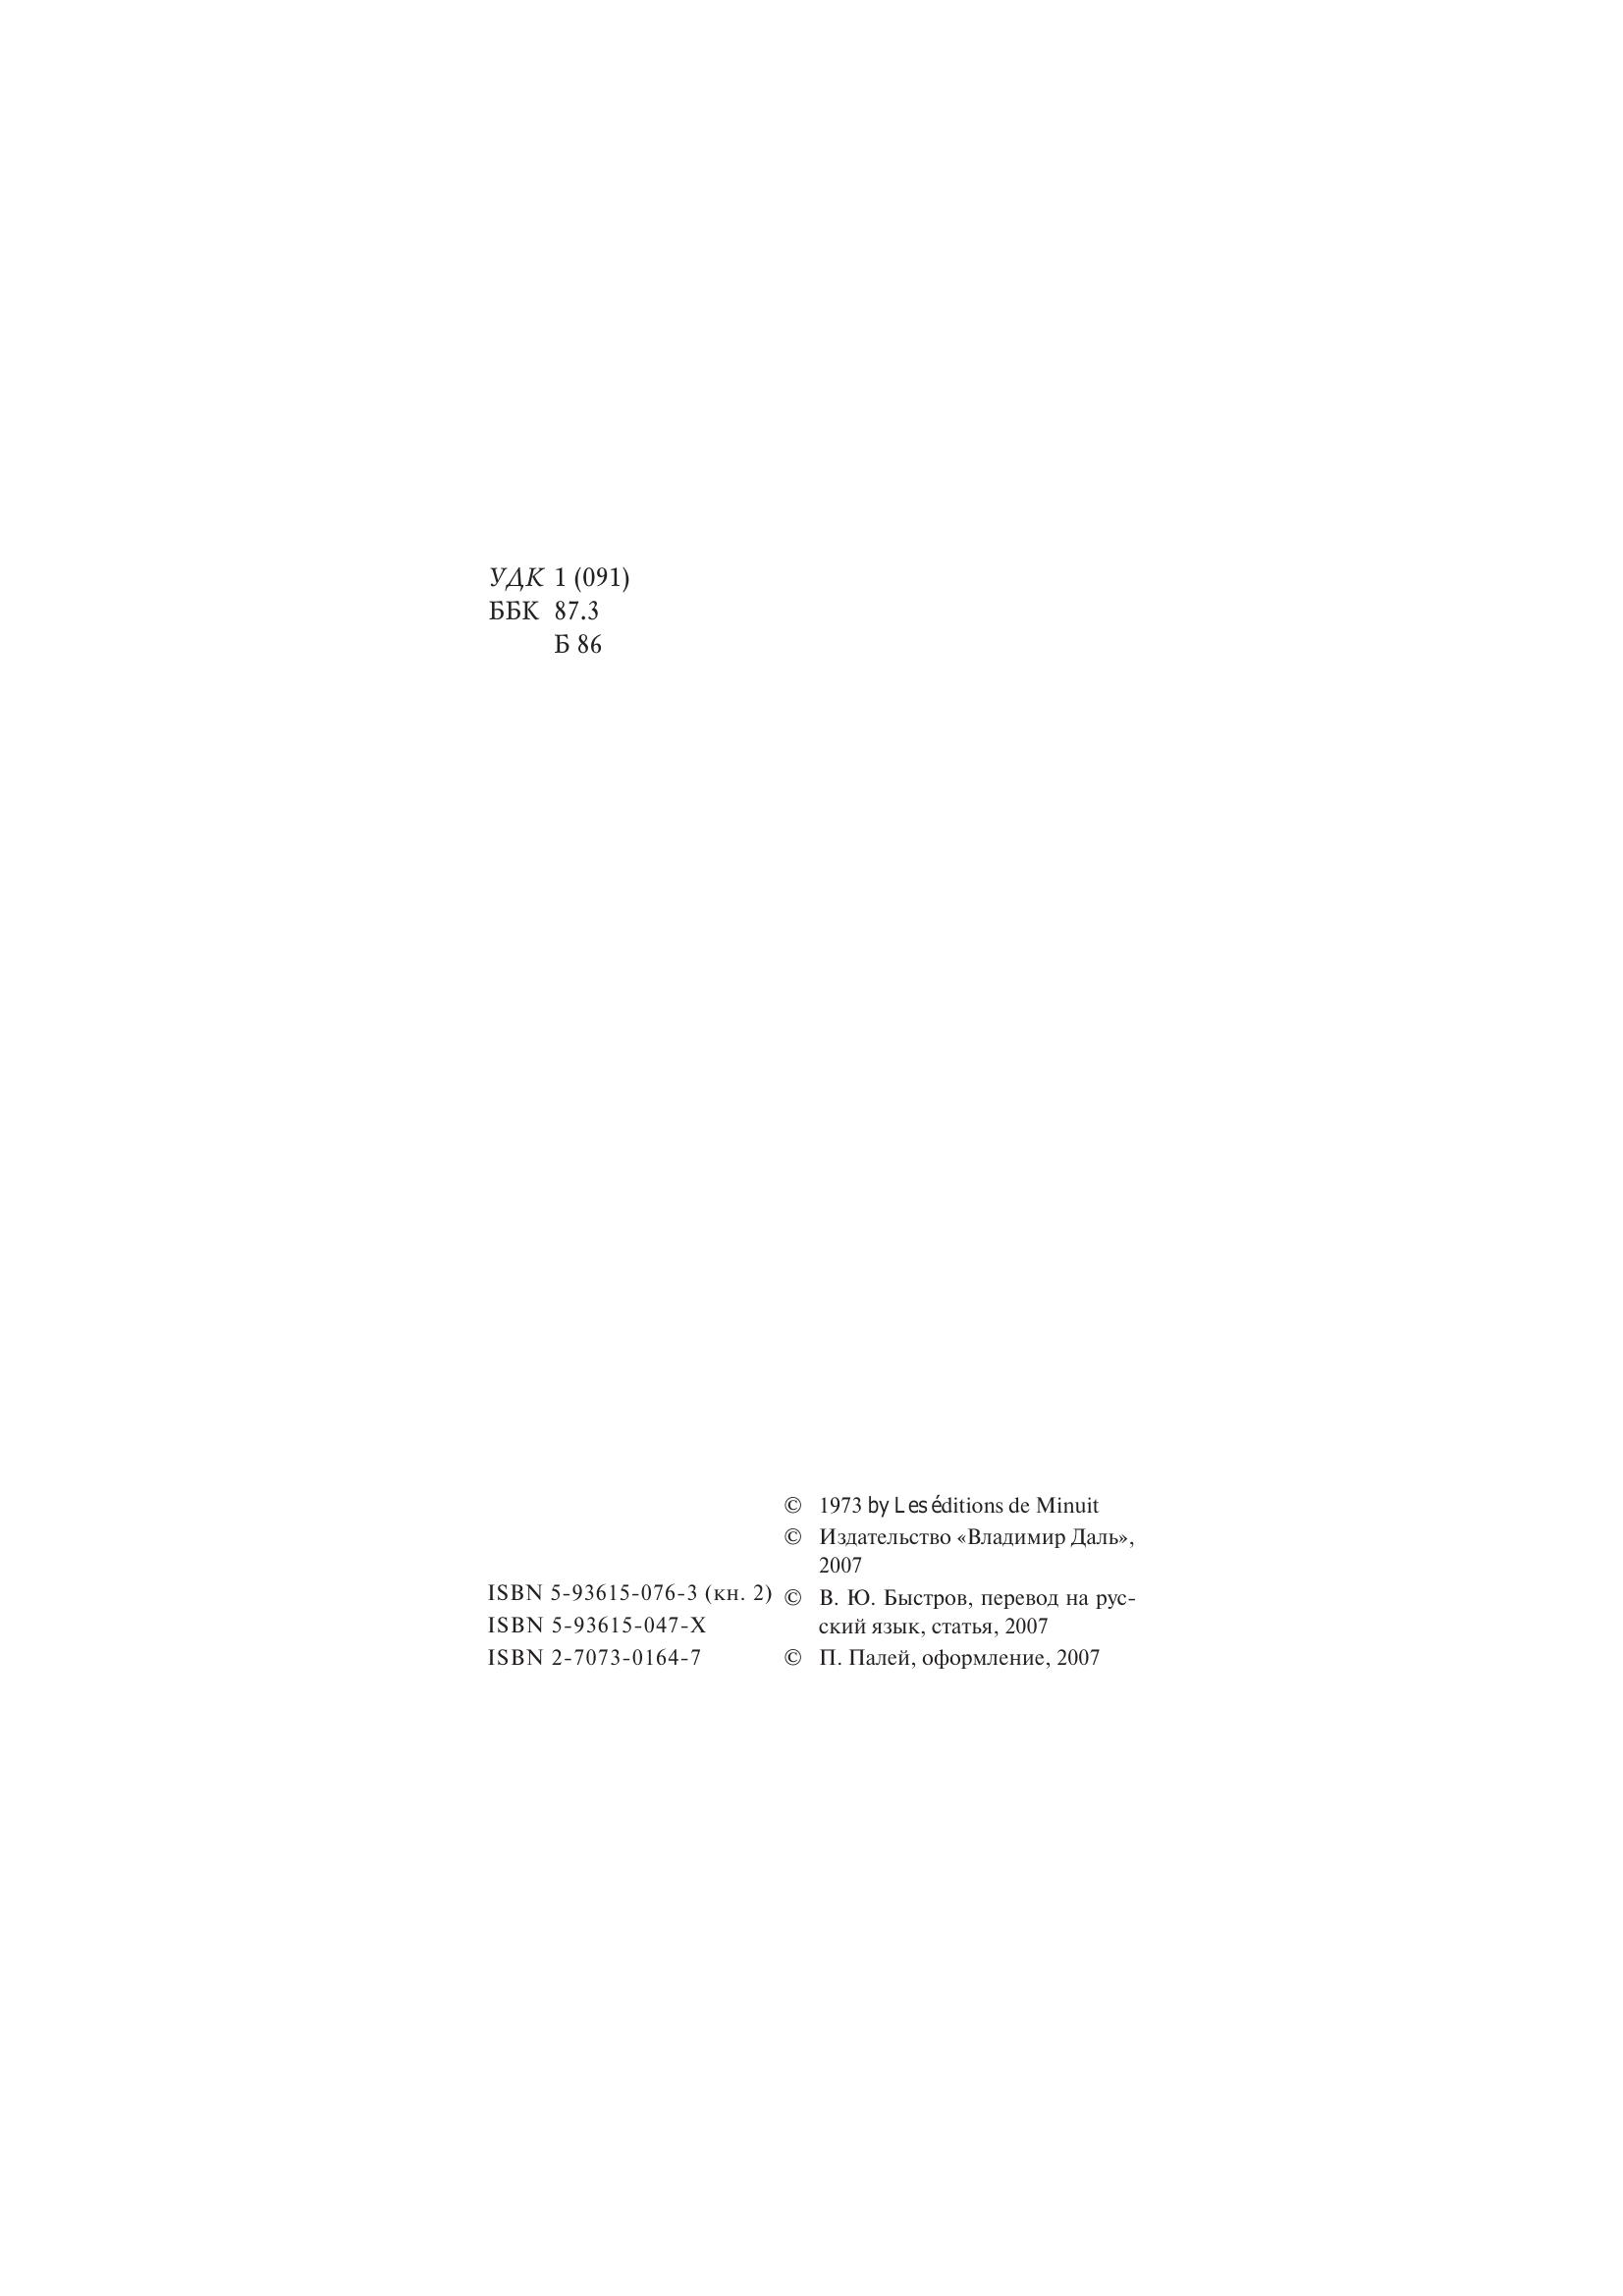 УДК 1 (091)
ББК 87.3
Б 86
ISBN 5-93615-076-3 (кн. 2)
ISBN 5-93615-047-X
ISBN 2-7073-0164-7
© 1973 by Les éditions de Minuit
© Издательство «Владимир Даль»,
2007
© В. Ю. Быстров, перевод на рус-
ский язык, статья, 2007
© П. Палей, оформление, 2007